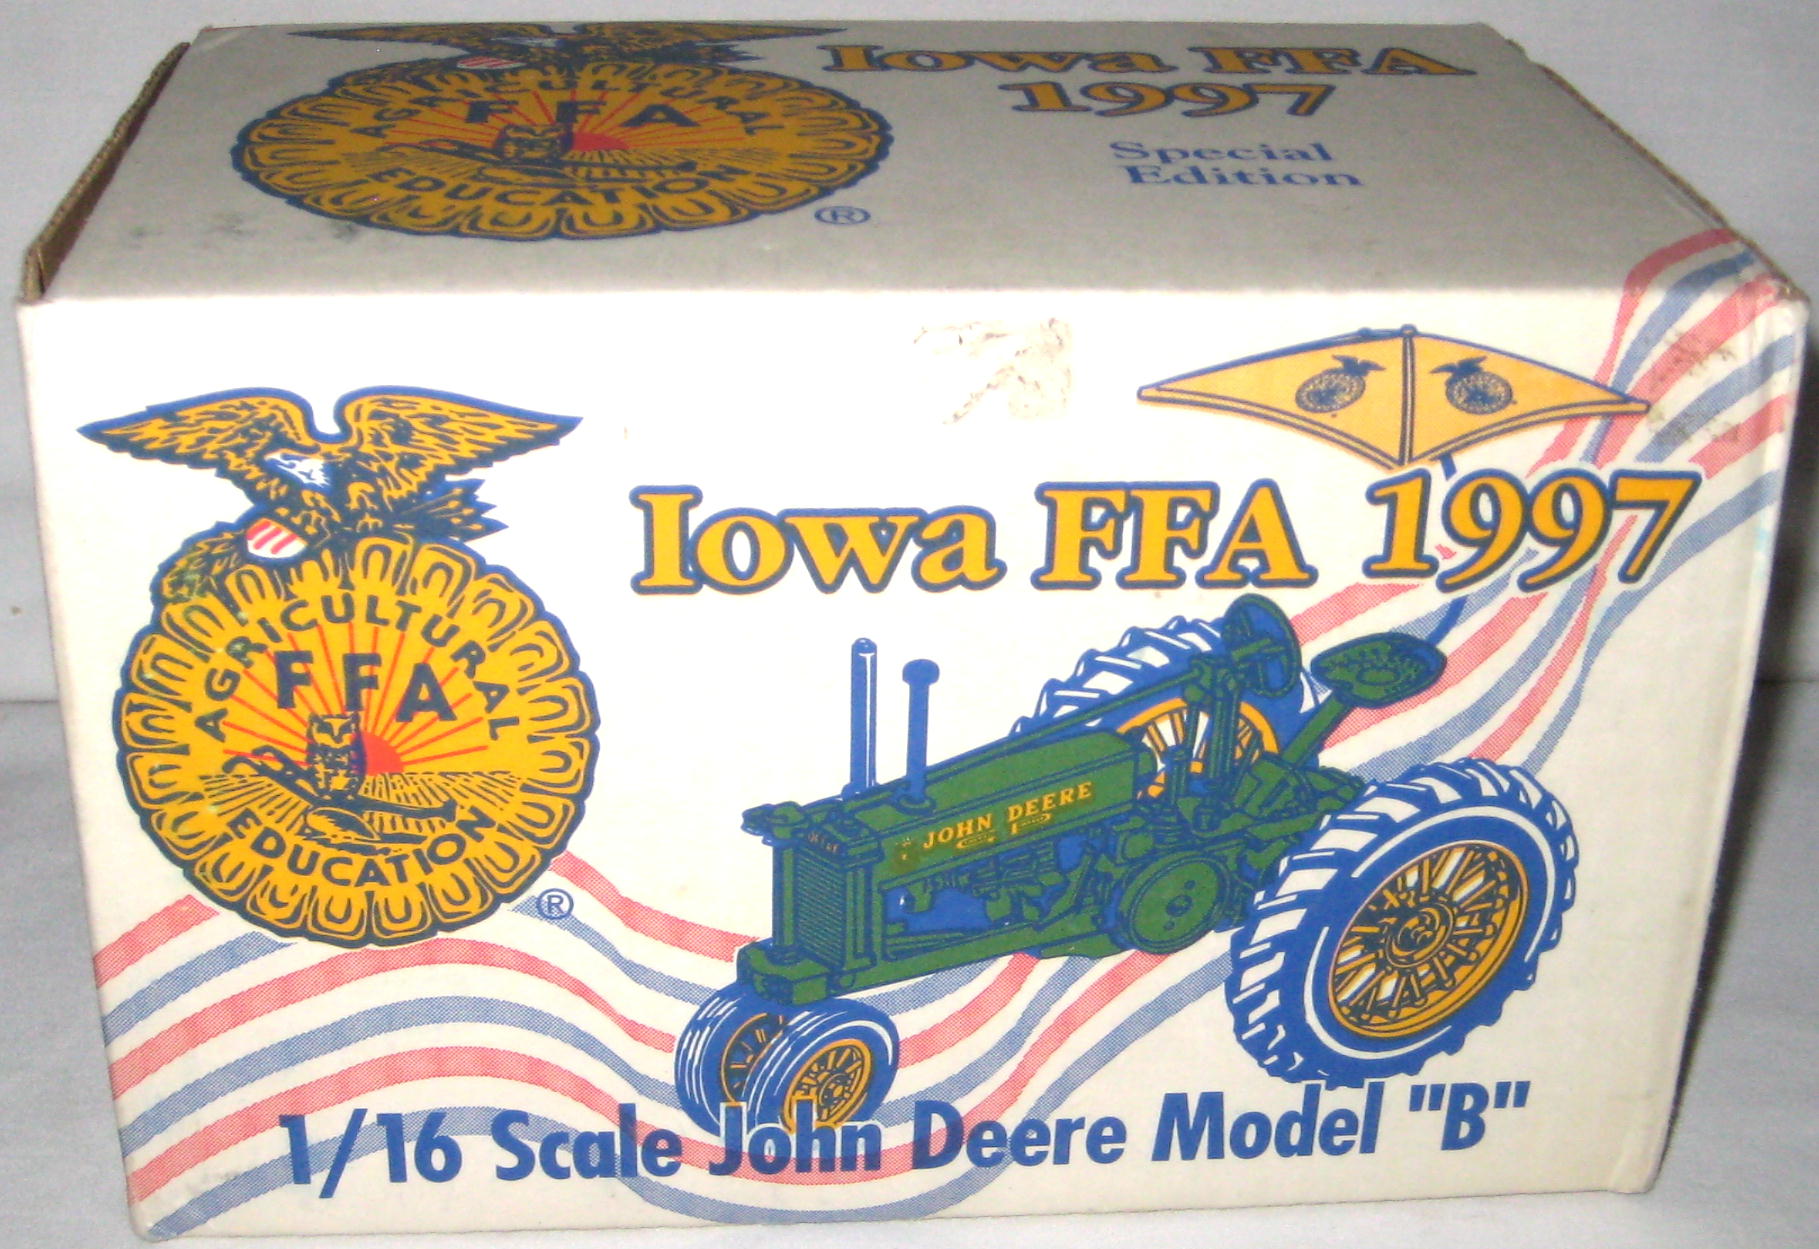 Iowa FFA
1997
Special
Edition
AGRICULTURAL
FFA
EDUCATION
®
Iowa FFA 1997
AGRICULTURAL
FFA
EDUCATION
®
JOHN DEERE
1/16 Scale John Deere Model "B"